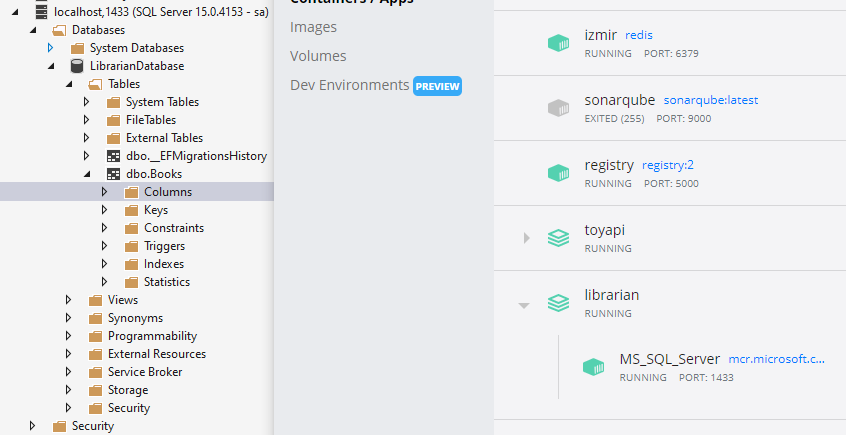 localhost,1433 (SQL Server 15.0.4153 - sa)
Databases
System Databases
LibrarianDatabase
Tables
System Tables
FileTables
External Tables
dbo.__EFMigrationsHistory
dbo.Books
Columns
Keys
Constraints
Triggers
Indexes
Statistics
Views
Synonyms
Programmability
External Resources
Service Broker
Storage
Security
Security
Containers / Apps
Images
Volumes
Dev Environments PREVIEW
izmir redis
RUNNING PORT: 6379
sonarqube sonarqube:latest
EXITED (255) PORT: 9000
registry registry:2
RUNNING PORT: 5000
toyapi
RUNNING
librarian
RUNNING
MS_SQL_Server mcr.microsoft.c...
RUNNING PORT: 1433